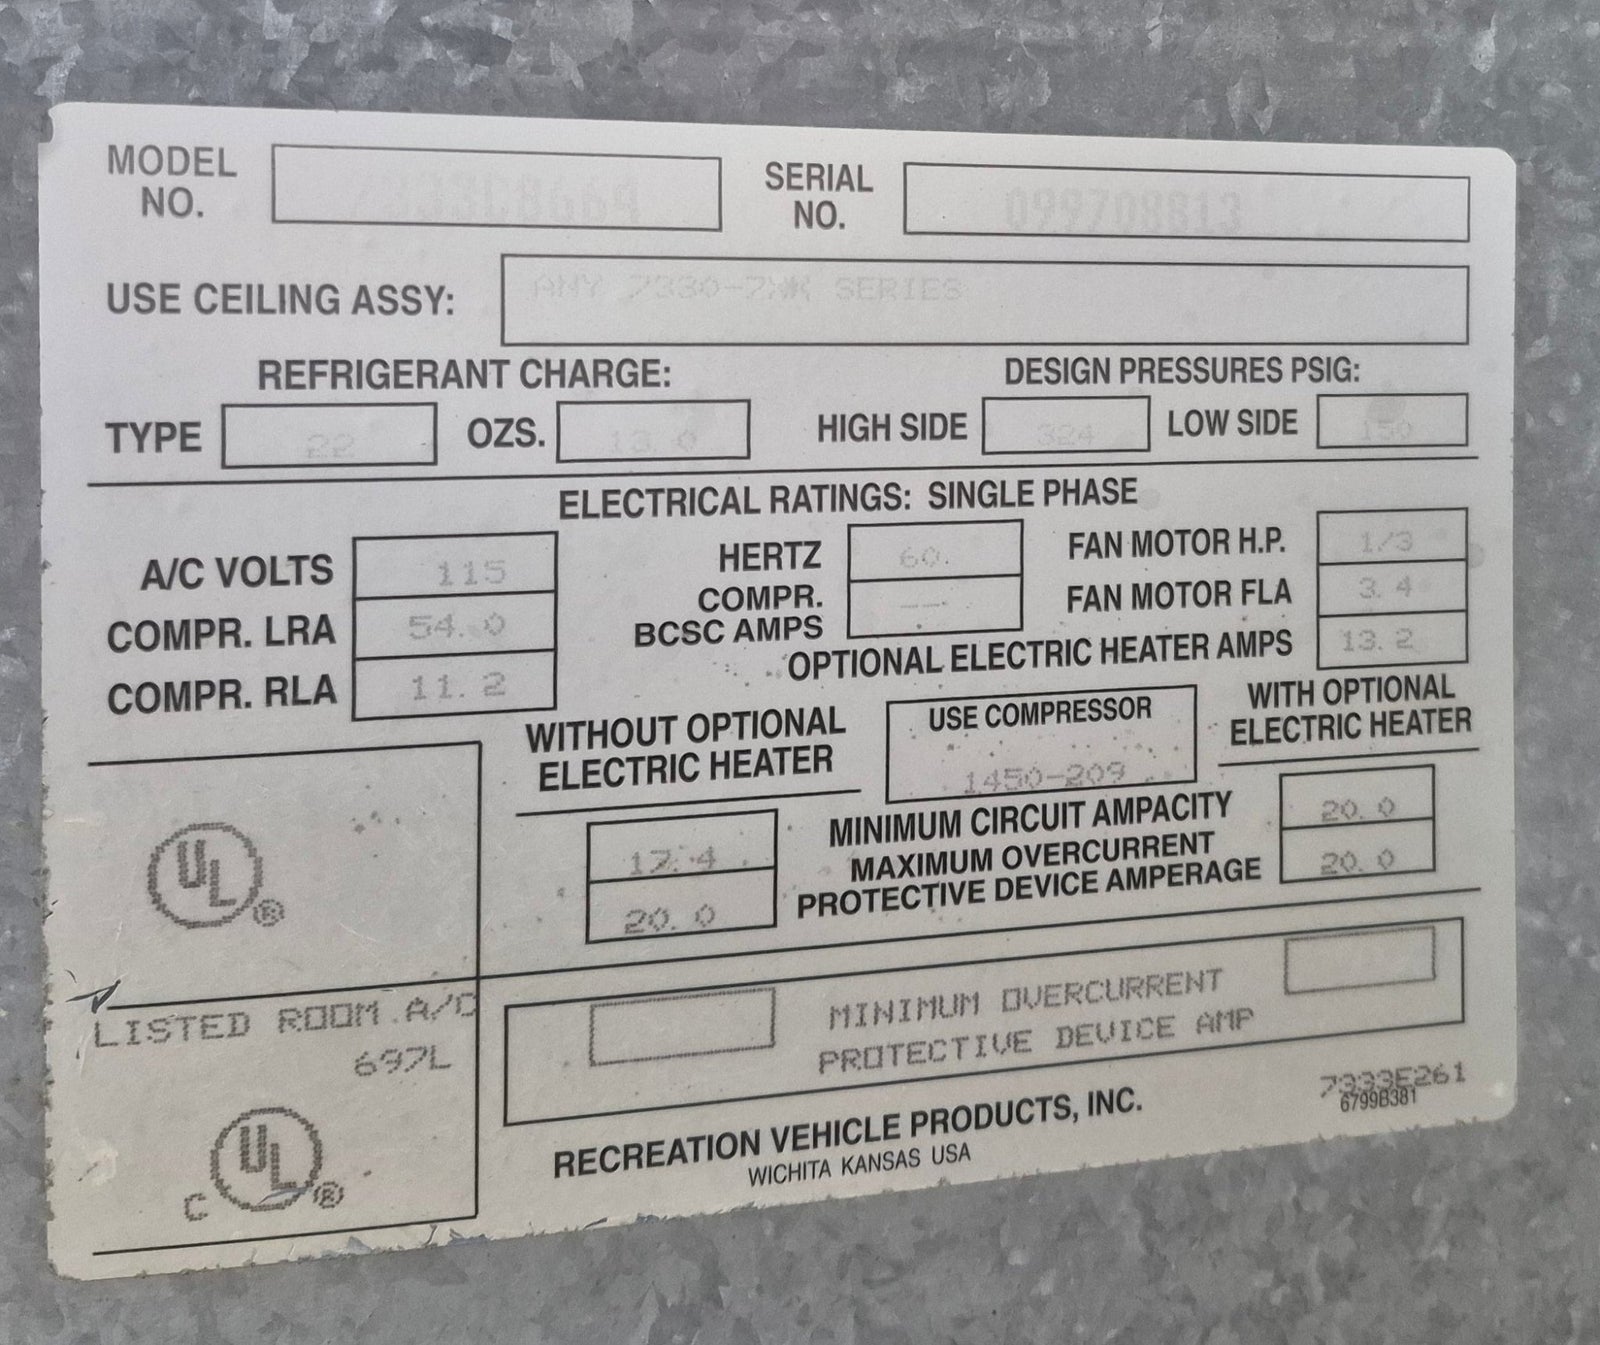 MODEL NO.
SERIAL NO. 099708813
USE CEILING ASSY: ANY 7330-7 SERIES
REFRIGERANT CHARGE: DESIGN PRESSURES PSIG:
TYPE 22 OZS. 13.0 HIGH SIDE 324 LOW SIDE 150
ELECTRICAL RATINGS: SINGLE PHASE
A/C VOLTS 115 HERTZ 60. FAN MOTOR H.P. 1/3
COMPR. LRA 54.0 COMPR. BCSC AMPS -- FAN MOTOR FLA 3.4
COMPR. RLA 11.2 OPTIONAL ELECTRIC HEATER AMPS 13.2
WITHOUT OPTIONAL
ELECTRIC HEATER
USE COMPRESSOR
1450-209
WITH OPTIONAL
ELECTRIC HEATER
17.4 MINIMUM CIRCUIT AMPACITY 20.0
20.0 MAXIMUM OVERCURRENT
PROTECTIVE DEVICE AMPERAGE 20.0
UL ®
LISTED ROOM A/C
697L
C UL ®
MINIMUM OVERCURRENT
PROTECTIVE DEVICE AMP
7333E261
6799B381
RECREATION VEHICLE PRODUCTS, INC.
WICHITA KANSAS USA